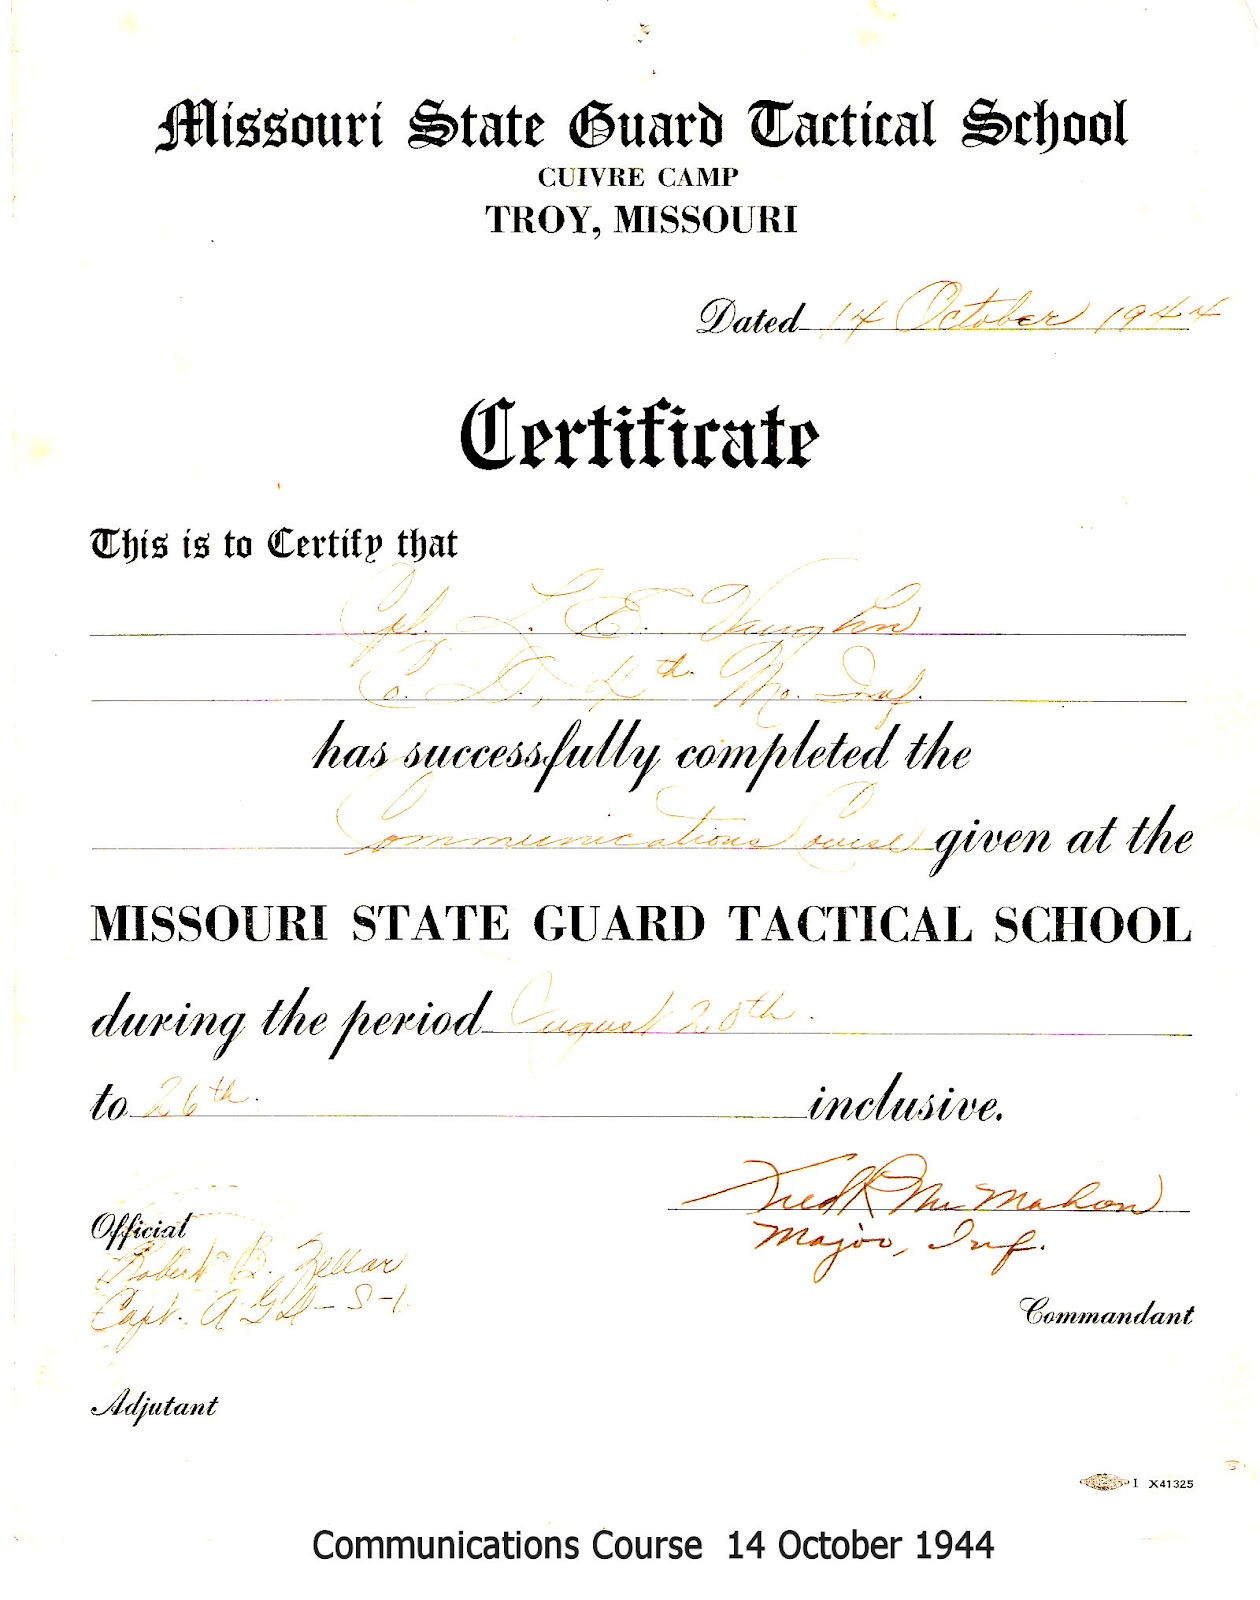 Missouri State Guard Tactical School
CUIVRE CAMP
TROY, MISSOURI
Dated 14 October 1944
Certificate
This is to Certify that
Cpl. L. E. Vaughn
Co. D, 4th Mo. Inf.
has successfully completed the
Communications Course given at the
MISSOURI STATE GUARD TACTICAL SCHOOL
during the period August 20th.
to 26th. inclusive.
Fred K McMahon
Major, Inf.
Official
Robert B. Zellar
Capt. A G D - S-1
Commandant
Adjutant
1 X41325
Communications Course 14 October 1944